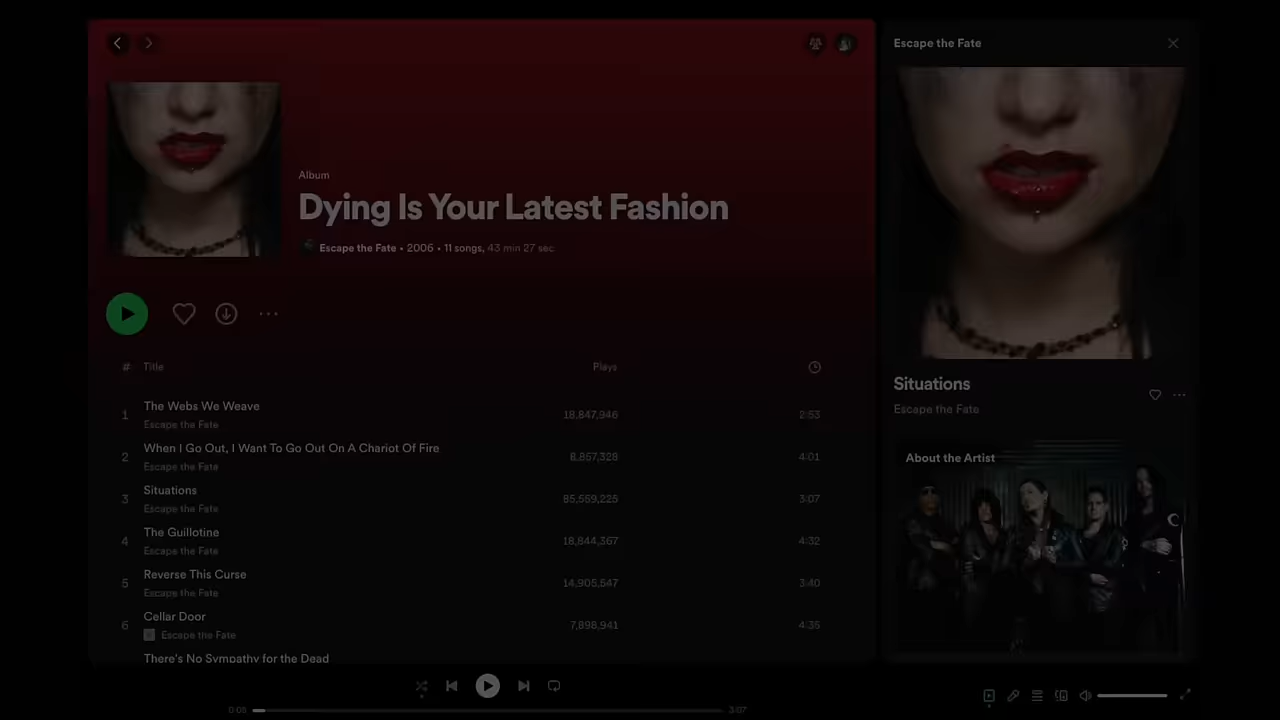 Escape the Fate
Album
Dying Is Your Latest Fashion
Escape the Fate • 2006 • 11 songs, 43 min 27 sec
# Title Plays
1 The Webs We Weave 18,847,946 2:53
Escape the Fate
2 When I Go Out, I Want To Go Out On A Chariot Of Fire 8,857,328 4:01
Escape the Fate
3 Situations 85,559,225 3:07
Escape the Fate
4 The Guillotine 18,844,367 4:32
Escape the Fate
5 Reverse This Curse 14,905,547 3:40
Escape the Fate
6 Cellar Door 7,898,941 4:35
Escape the Fate
There's No Sympathy for the Dead
Situations
Escape the Fate
About the Artist
0:05 3:07